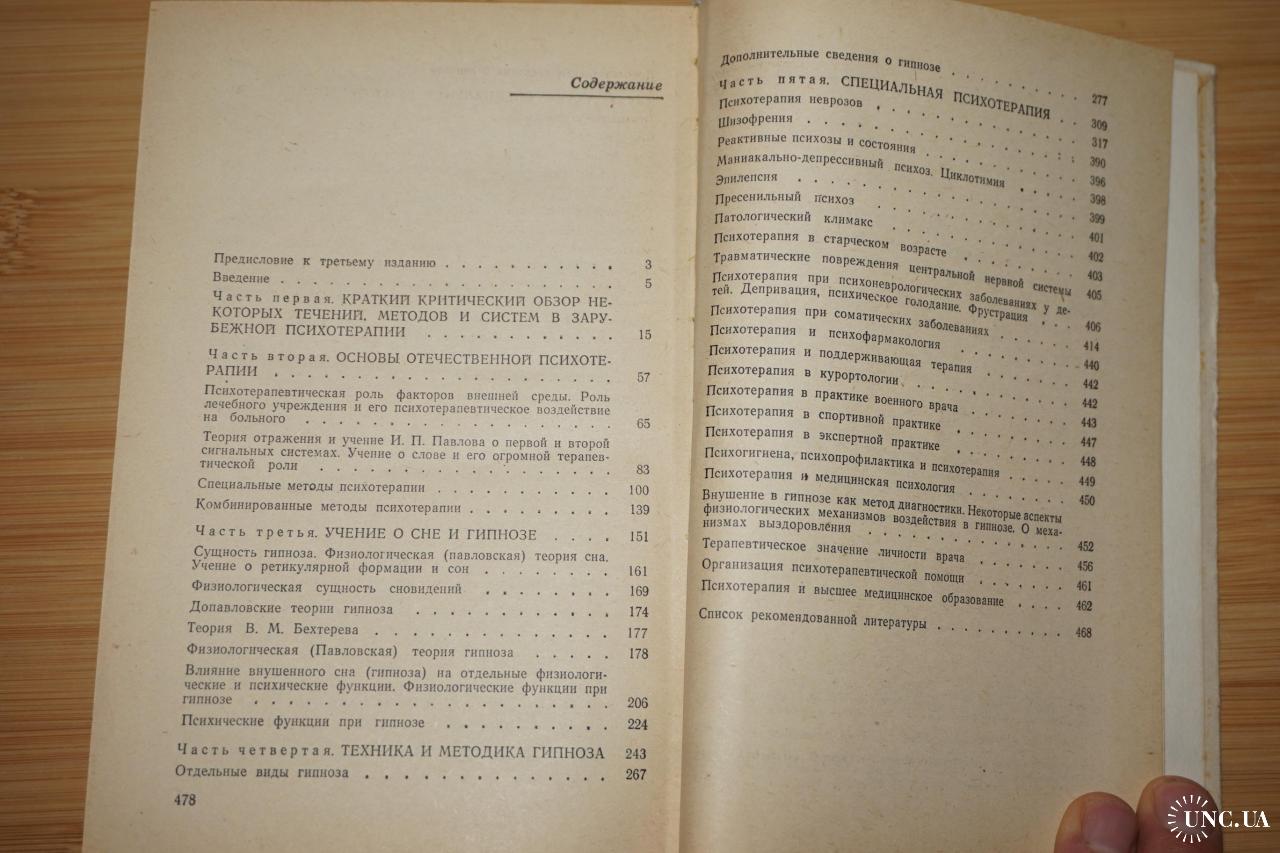 Содержание
Предисловие к третьему изданию . . . . . . . . . . 3
Введение . . . . . . . . . . . . . . . . . . . . 5
Часть первая. КРАТКИЙ КРИТИЧЕСКИЙ ОБЗОР НЕ-
КОТОРЫХ ТЕЧЕНИЙ, МЕТОДОВ И СИСТЕМ В ЗАРУ-
БЕЖНОЙ ПСИХОТЕРАПИИ . . . . . . . . . . . 15
Часть вторая. ОСНОВЫ ОТЕЧЕСТВЕННОЙ ПСИХОТЕ-
РАПИИ . . . . . . . . . . . . . . . . . . . . 57
Психотерапевтическая роль факторов внешней среды. Роль
лечебного учреждения и его психотерапевтическое воздействие
на больного . . . . . . . . . . . . . . . . . . 65
Теория отражения и учение И. П. Павлова о первой и второй
сигнальных системах. Учение о слове и его огромной терапев-
тической роли . . . . . . . . . . . . . . . . . 83
Специальные методы психотерапии . . . . . . . . . . 100
Комбинированные методы психотерапии . . . . . . . . 139
Часть третья. УЧЕНИЕ О СНЕ И ГИПНОЗЕ . . . . 151
Сущность гипноза. Физиологическая (павловская) теория сна.
Учение о ретикулярной формации и сон . . . . . . . 161
Физиологическая сущность сновидений . . . . . . . . 169
Допавловские теории гипноза . . . . . . . . . . . 174
Теория В. М. Бехтерева . . . . . . . . . . . . . 177
Физиологическая (Павловская) теория гипноза . . . . . 178
Влияние внушенного сна (гипноза) на отдельные физиологи-
ческие и психические функции. Физиологические функции при
гипнозе . . . . . . . . . . . . . . . . . . . . 206
Психические функции при гипнозе . . . . . . . . . 224
Часть четвертая. ТЕХНИКА И МЕТОДИКА ГИПНОЗА 243
Отдельные виды гипноза . . . . . . . . . . . . . . 267
478
Дополнительные сведения о гипнозе . . . . . . . . . 277
Часть пятая. СПЕЦИАЛЬНАЯ ПСИХОТЕРАПИЯ . . 309
Психотерапия неврозов . . . . . . . . . . . . . 317
Шизофрения . . . . . . . . . . . . . . . . . . 390
Реактивные психозы и состояния . . . . . . . . . . 396
Маниакально-депрессивный психоз. Циклотимия . . . . . 398
Эпилепсия . . . . . . . . . . . . . . . . . . . 399
Пресенильный психоз . . . . . . . . . . . . . . 401
Патологический климакс . . . . . . . . . . . . . 402
Психотерапия в старческом возрасте . . . . . . . . 403
Травматические повреждения центральной нервной системы 405
Психотерапия при психоневрологических заболеваниях у де-
тей. Депривация, психическое голодание. Фрустрация . . . 406
Психотерапия при соматических заболеваниях . . . . . . 414
Психотерапия и психофармакология . . . . . . . . . 440
Психотерапия и поддерживающая терапия . . . . . . . 442
Психотерапия в курортологии . . . . . . . . . . . 442
Психотерапия в практике военного врача . . . . . . . 443
Психотерапия в спортивной практике . . . . . . . . 447
Психотерапия в экспертной практике . . . . . . . . 448
Психогигиена, психопрофилактика и психотерапия . . . . . 449
Психотерапия и медицинская психология . . . . . . . 450
Внушение в гипнозе как метод диагностики. Некоторые аспекты
физиологических механизмов воздействия в гипнозе. О меха-
низмах выздоровления . . . . . . . . . . . . . . 452
Терапевтическое значение личности врача . . . . . . . 456
Организация психотерапевтической помощи . . . . . . 461
Психотерапия и высшее медицинское образование . . . . 462
Список рекомендованной литературы . . . . . . . . . . 468
UNC.UA